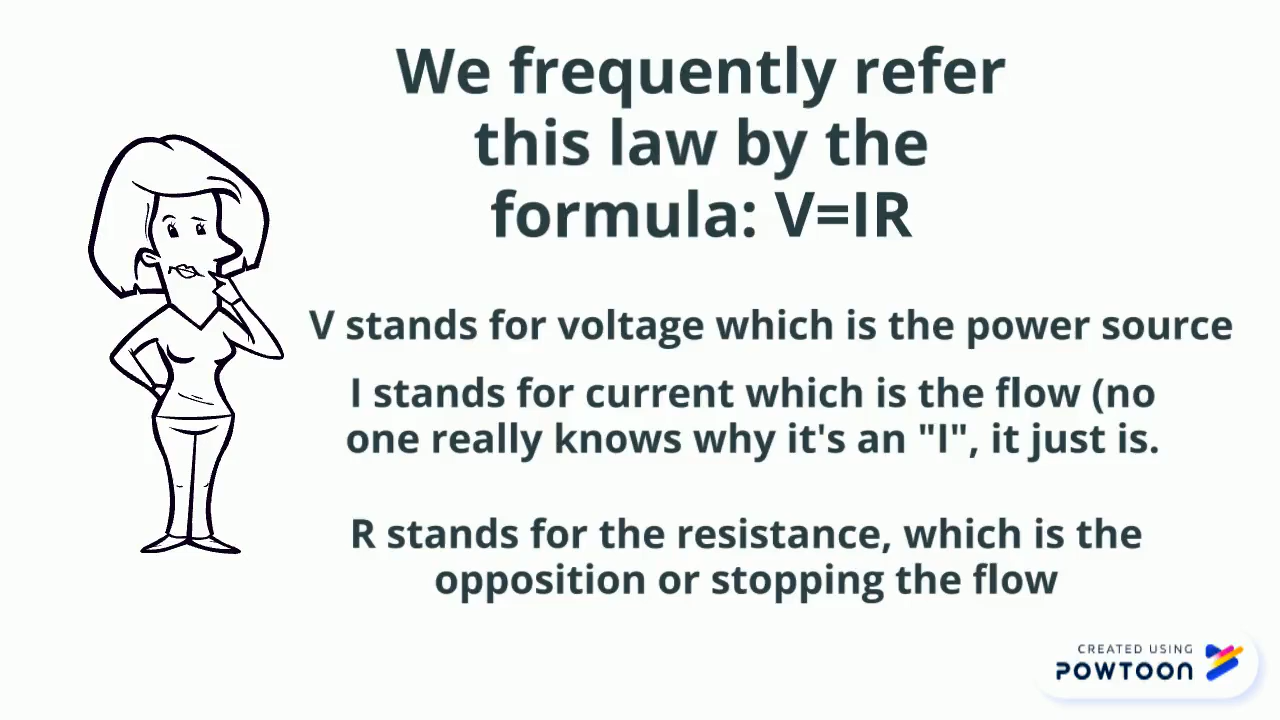 We frequently refer
this law by the
formula: V=IR
V stands for voltage which is the power source
I stands for current which is the flow (no
one really knows why it's an "I", it just is.
R stands for the resistance, which is the
opposition or stopping the flow
CREATED USING
POWTOON